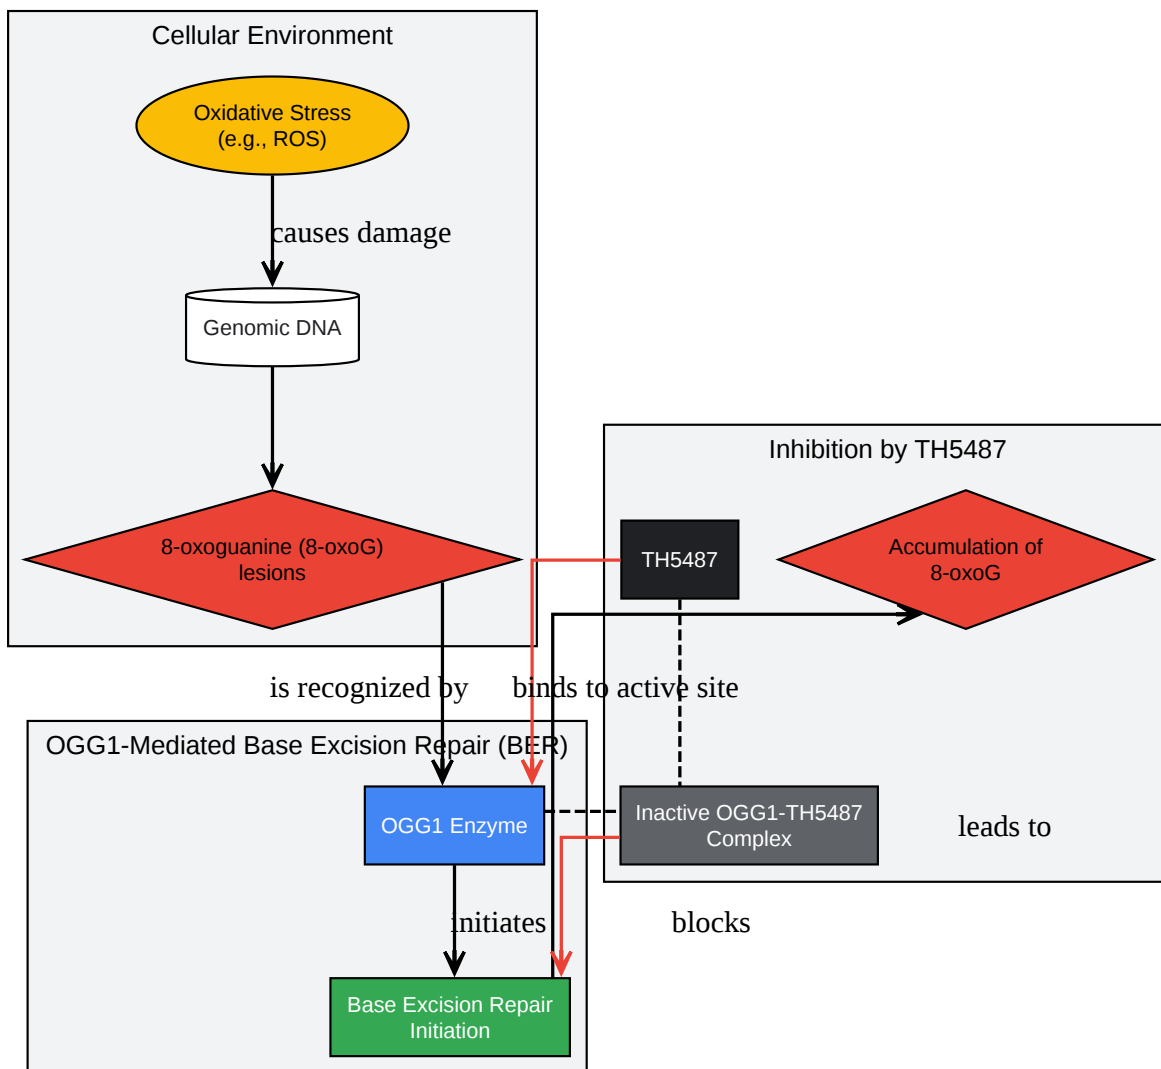 Cellular Environment
Oxidative Stress
(e.g., ROS)
causes damage
Genomic DNA
8-oxoguanine (8-oxoG)
lesions
Inhibition by TH5487
TH5487
Accumulation of
8-oxoG
is recognized by
binds to active site
OGG1-Mediated Base Excision Repair (BER)
OGG1 Enzyme
Inactive OGG1-TH5487
Complex
leads to
initiates
blocks
Base Excision Repair
Initiation